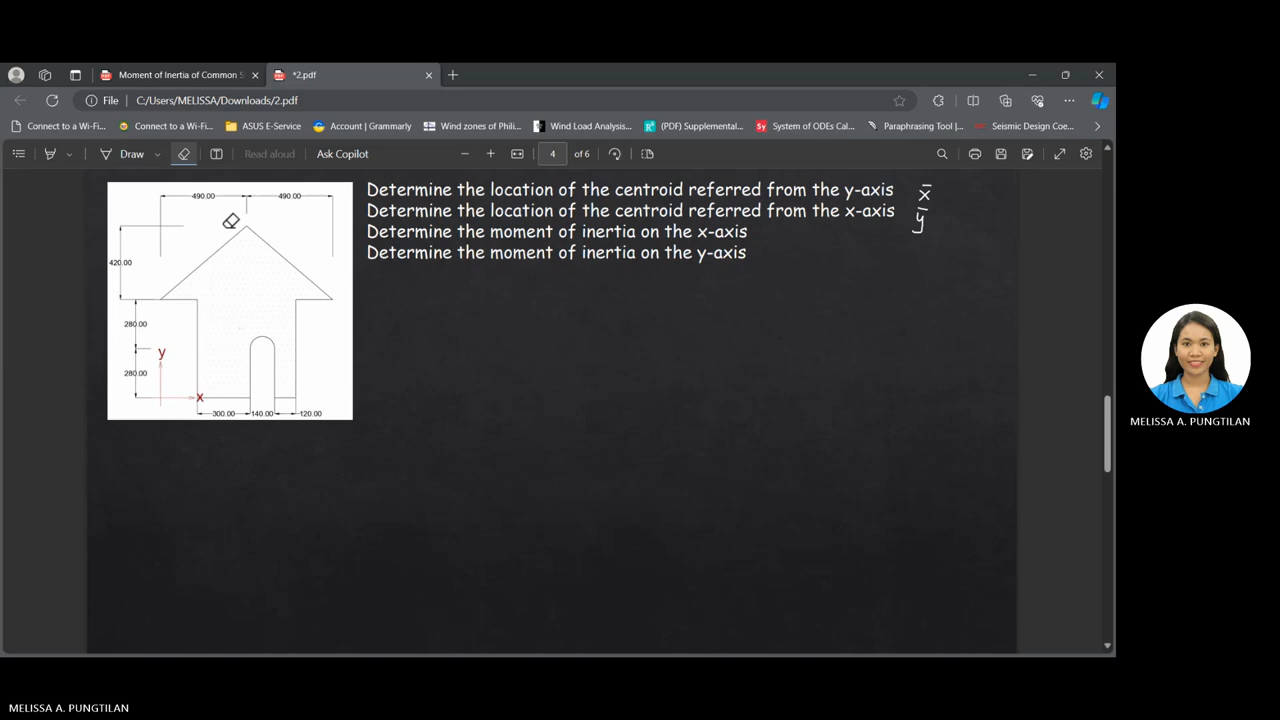 Moment of Inertia of Common S
*2.pdf
File C:/Users/MELISSA/Downloads/2.pdf
Connect to a Wi-Fi... Connect to a Wi-Fi... ASUS E-Service Account | Grammarly Wind zones of Phili... Wind Load Analysis... (PDF) Supplemental... Sy System of ODEs Cal... Paraphrasing Tool |... Seismic Design Coe...
Draw Read aloud Ask Copilot 4 of 6
Determine the location of the centroid referred from the y-axis x̄
Determine the location of the centroid referred from the x-axis ȳ
Determine the moment of inertia on the x-axis
Determine the moment of inertia on the y-axis
490.00 490.00
420.00
280.00
y
280.00
x
300.00 140.00 120.00
MELISSA A. PUNGTILAN
MELISSA A. PUNGTILAN